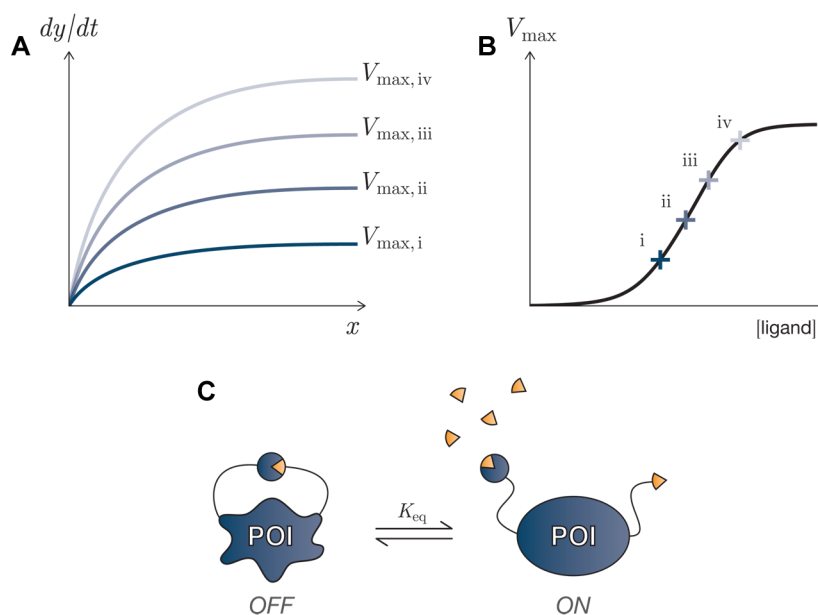 A
dy/dt
V_max, iv
V_max, iii
V_max, ii
V_max, i
x
B
V_max
iv
iii
ii
i
[ligand]
C
POI
OFF
K_eq
POI
ON